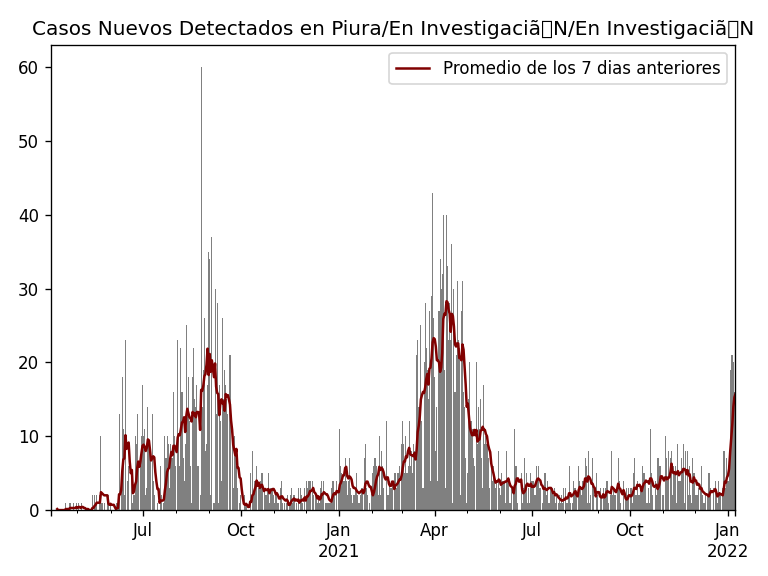 Casos Nuevos Detectados en Piura/En Investigaciã▯N/En Investigaciã▯N
Promedio de los 7 dias anteriores
60
50
40
30
20
10
0
Jul
Oct
Jan
2021
Apr
Jul
Oct
Jan
2022